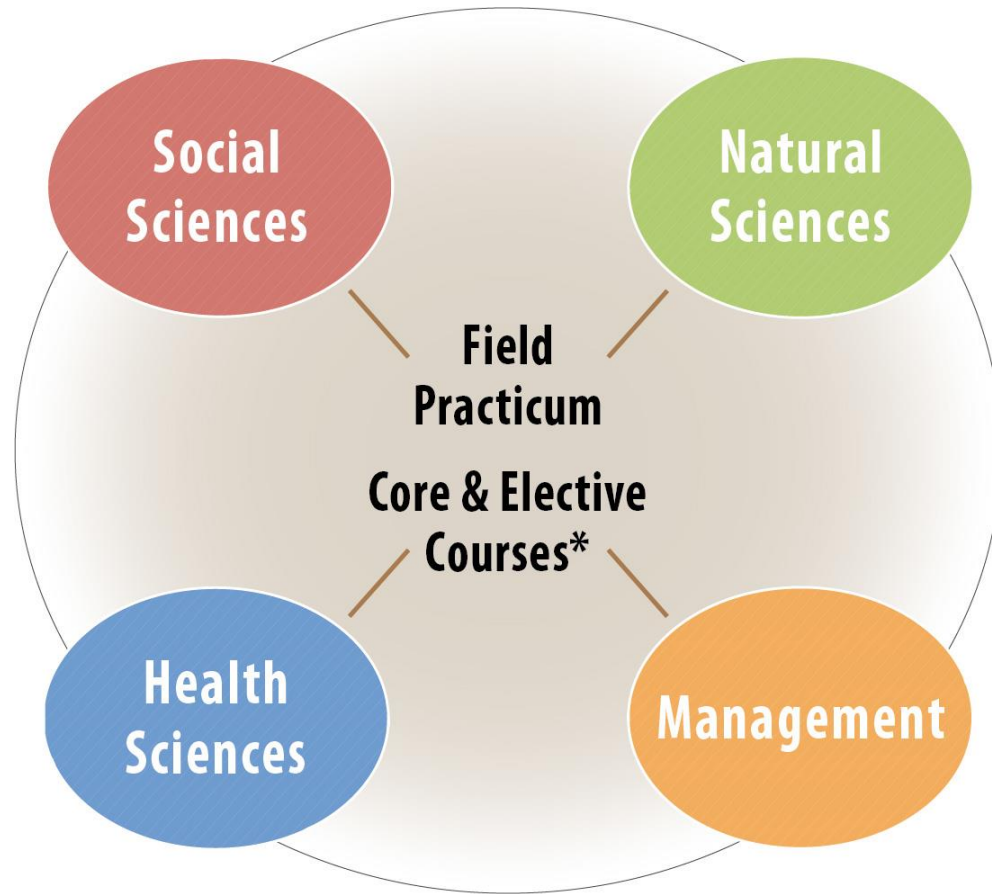 Social
Sciences
Natural
Sciences
Field
Practicum
Core & Elective
Courses*
Health
Sciences
Management